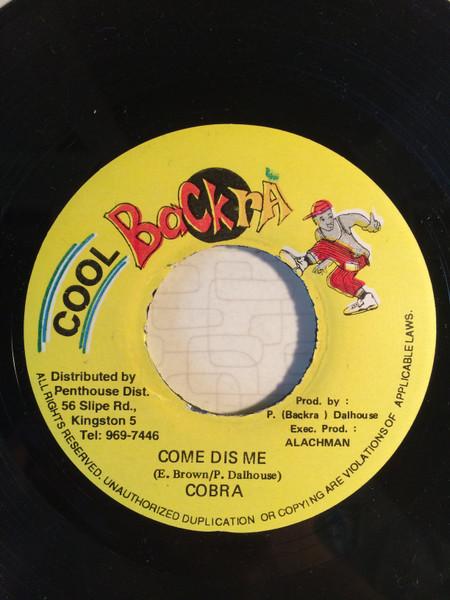 COOL
BacKrA
Distributed by
Penthouse Dist.
56 Slipe Rd.,
Kingston 5
Tel: 969-7446
Prod. by :
P. (Backra ) Dalhouse
Exec. Prod. :
ALACHMAN
COME DIS ME
(E. Brown/P. Dalhouse)
COBRA
ALL RIGHTS RESERVED. UNAUTHORIZED DUPLICATION OR COPYING ARE VIOLATIONS OF APPLICABLE LAWS.